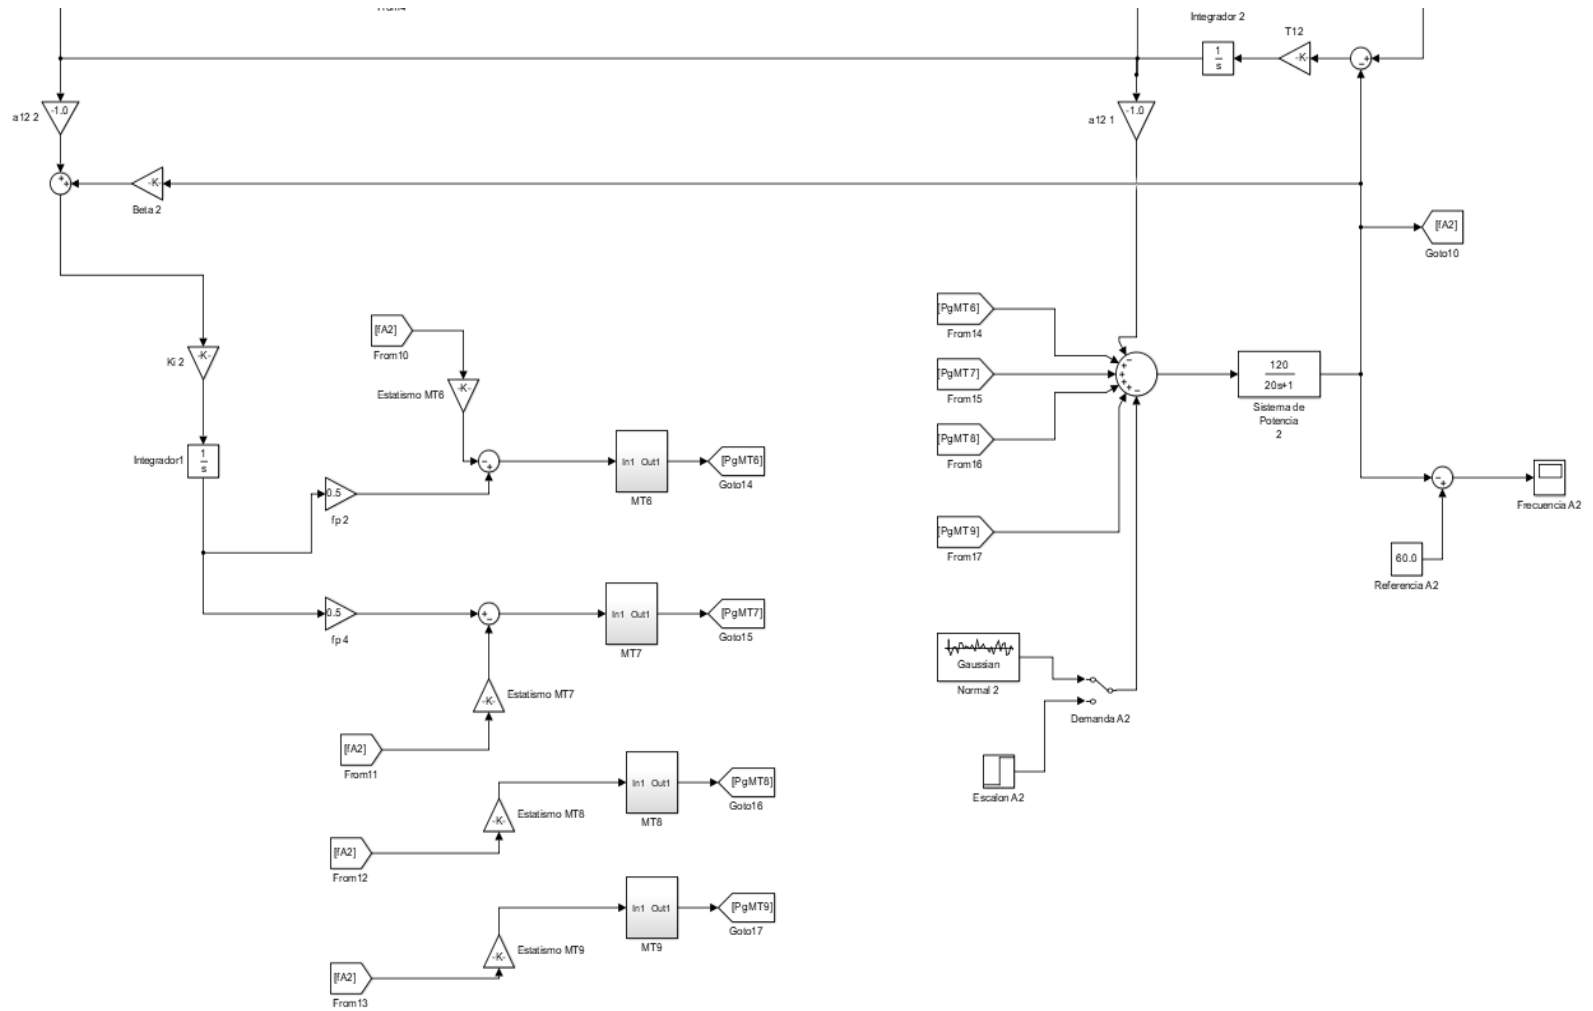 Integrador 2
T12
1
s
-K-
-1.0
a12 2
-1.0
a12 1
-K-
Beta 2
[fA2]
Goto10
[fA2]
From10
[PgMT6]
From14
Ki 2
-K-
Estatismo MT6
-K-
[PgMT7]
From15
120
20s+1
Sistema de
Potencia
2
[PgMT8]
From16
Integrador1
1
s
In1 Out1
MT6
[PgMT6]
Goto14
0.5
fp 2
Frecuencia A2
[PgMT9]
From17
60.0
Referencia A2
0.5
fp 4
In1 Out1
MT7
[PgMT7]
Goto15
Gaussian
Normal 2
-K-
Estatismo MT7
Demanda A2
[fA2]
From11
In1 Out1
MT8
[PgMT8]
Goto16
Escalon A2
-K-
Estatismo MT8
[fA2]
From12
In1 Out1
MT9
[PgMT9]
Goto17
-K-
Estatismo MT9
[fA2]
From13